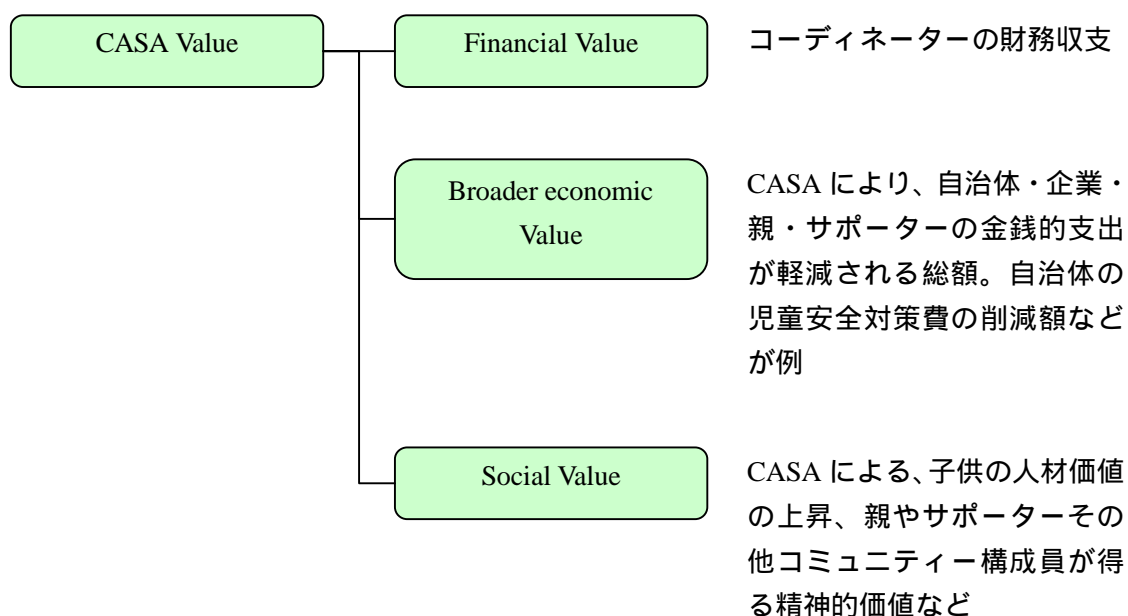 CASA Value
Financial Value
コーディネーターの財務収支
Broader economic
Value
CASA により、自治体・企業・
親・サポーターの金銭的支出
が軽減される総額。自治体の
児童安全対策費の削減額など
が例
Social Value
CASA による、子供の人材価値
の上昇、親やサポーターその
他コミュニティー構成員が得
る精神的価値など